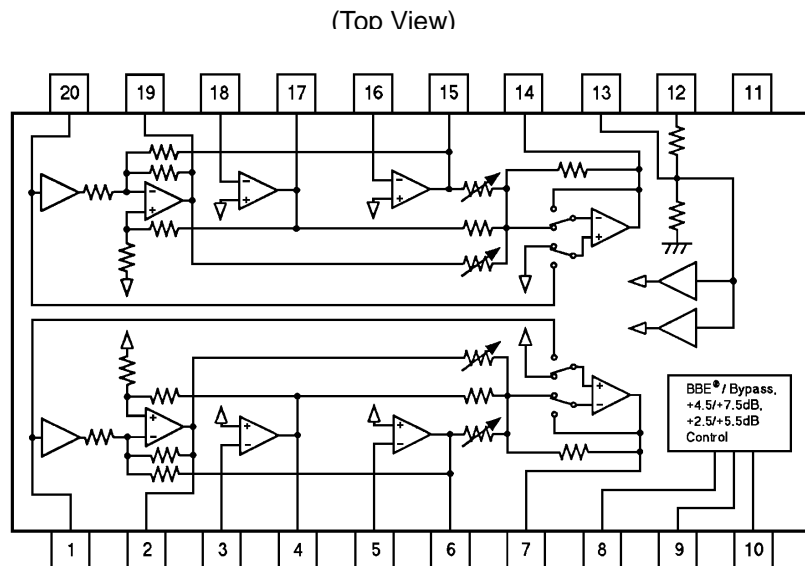 (Top View)
20 19 18 17 16 15 14 13 12 11
− + − + − + − +
BBE® / Bypass,
+4.5/+7.5dB,
+2.5/+5.5dB
Control
+ − + − + − + −
1 2 3 4 5 6 7 8 9 10